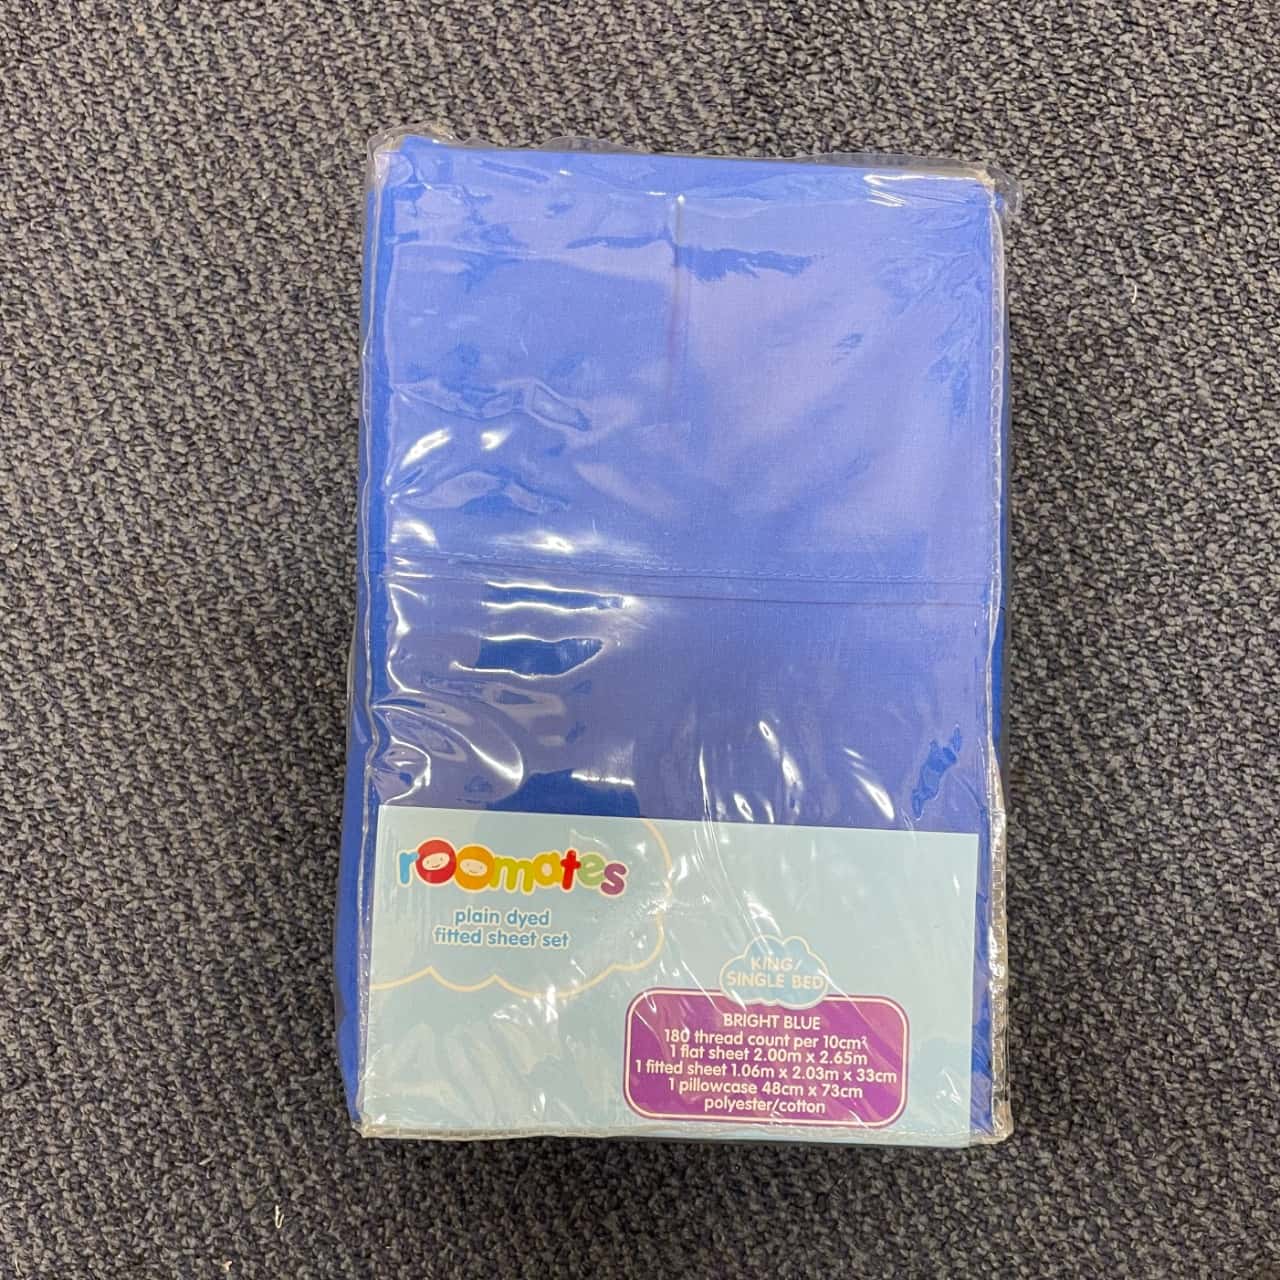 roomates
plain dyed
fitted sheet set
KING/
SINGLE BED
BRIGHT BLUE
180 thread count per 10cm²
1 flat sheet 2.00m x 2.65m
1 fitted sheet 1.06m x 2.03m x 33cm
1 pillowcase 48cm x 73cm
polyester/cotton